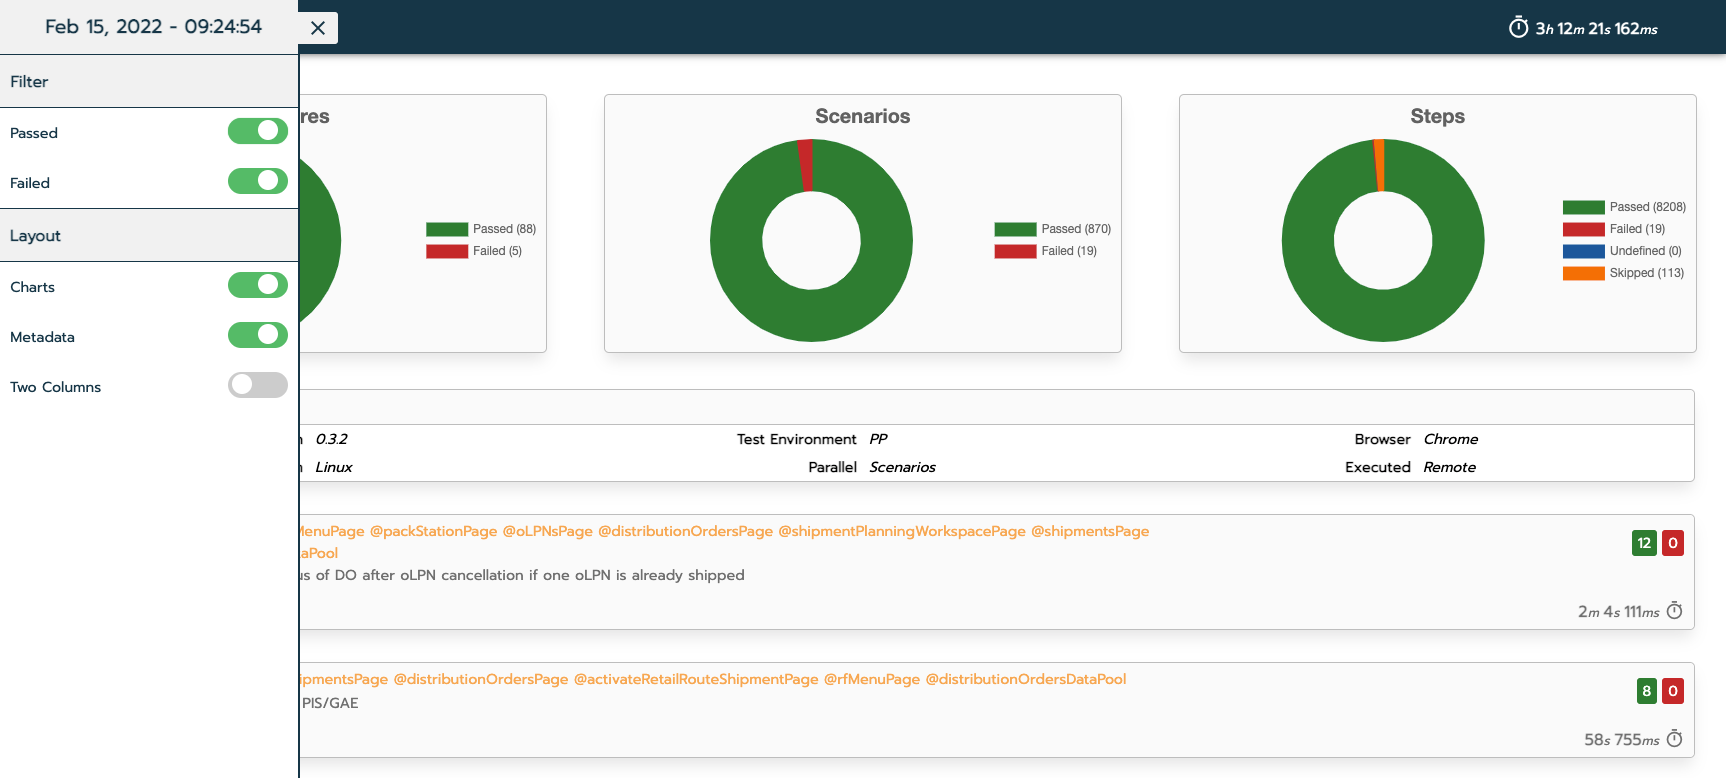 Feb 15, 2022 - 09:24:54
3h 12m 21s 162ms
Filter
Passed
Failed
Layout
Charts
Metadata
Two Columns
res
Passed (88)
Failed (5)
Scenarios
Passed (870)
Failed (19)
Steps
Passed (8208)
Failed (19)
Undefined (0)
Skipped (113)
0.3.2
Test Environment PP
Browser Chrome
Linux
Parallel Scenarios
Executed Remote
MenuPage @packStationPage @oLPNsPage @distributionOrdersPage @shipmentPlanningWorkspacePage @shipmentsPage
aPool
us of DO after oLPN cancellation if one oLPN is already shipped
12 0
2m 4s 111ms
ipmentsPage @distributionOrdersPage @activateRetailRouteShipmentPage @rfMenuPage @distributionOrdersDataPool
PIS/GAE
8 0
58s 755ms